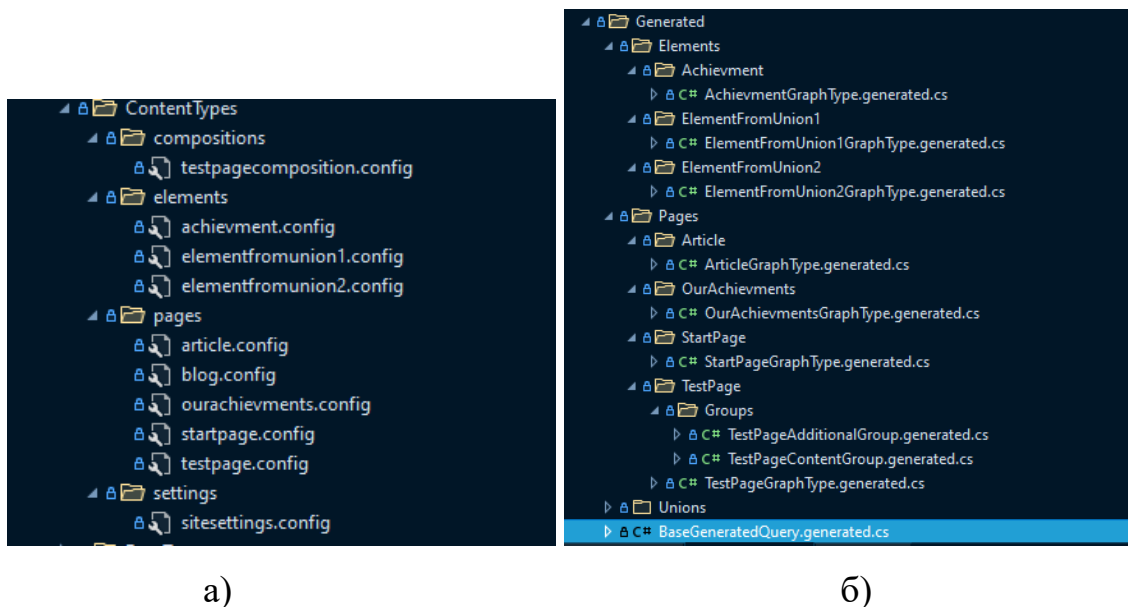 ContentTypes
compositions
testpagecomposition.config
elements
achievment.config
elementfromunion1.config
elementfromunion2.config
pages
article.config
blog.config
ourachievments.config
startpage.config
testpage.config
settings
sitesettings.config
а)
Generated
Elements
Achievment
C# AchievmentGraphType.generated.cs
ElementFromUnion1
C# ElementFromUnion1GraphType.generated.cs
ElementFromUnion2
C# ElementFromUnion2GraphType.generated.cs
Pages
Article
C# ArticleGraphType.generated.cs
OurAchievments
C# OurAchievmentsGraphType.generated.cs
StartPage
C# StartPageGraphType.generated.cs
TestPage
Groups
C# TestPageAdditionalGroup.generated.cs
C# TestPageContentGroup.generated.cs
C# TestPageGraphType.generated.cs
Unions
C# BaseGeneratedQuery.generated.cs
б)